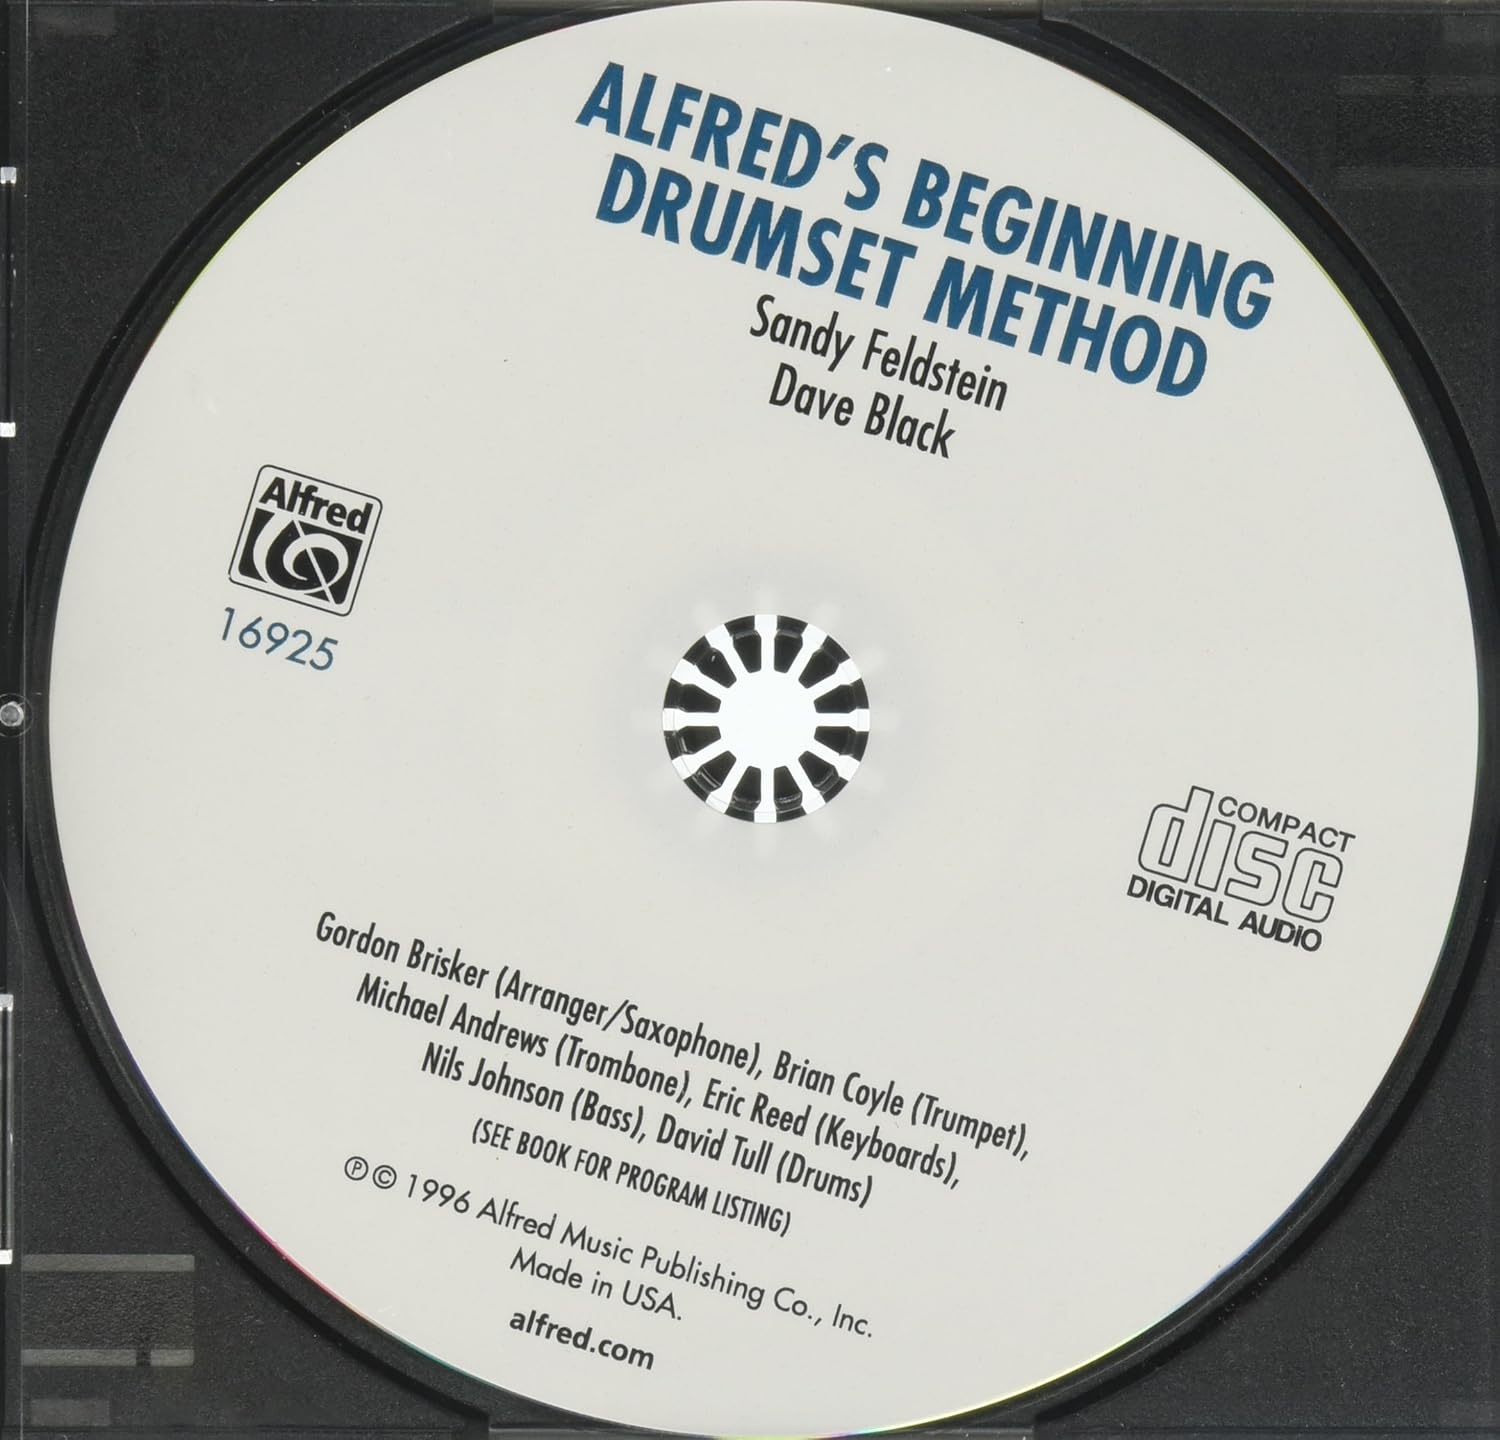 ALFRED'S BEGINNING
DRUMSET METHOD
Sandy Feldstein
Dave Black
Alfred
16925
COMPACT
disc
DIGITAL AUDIO
Gordon Brisker (Arranger/Saxophone), Brian Coyle (Trumpet),
Michael Andrews (Trombone), Eric Reed (Keyboards),
Nils Johnson (Bass), David Tull (Drums)
(SEE BOOK FOR PROGRAM LISTING)
℗ © 1996 Alfred Music Publishing Co., Inc.
Made in USA.
alfred.com